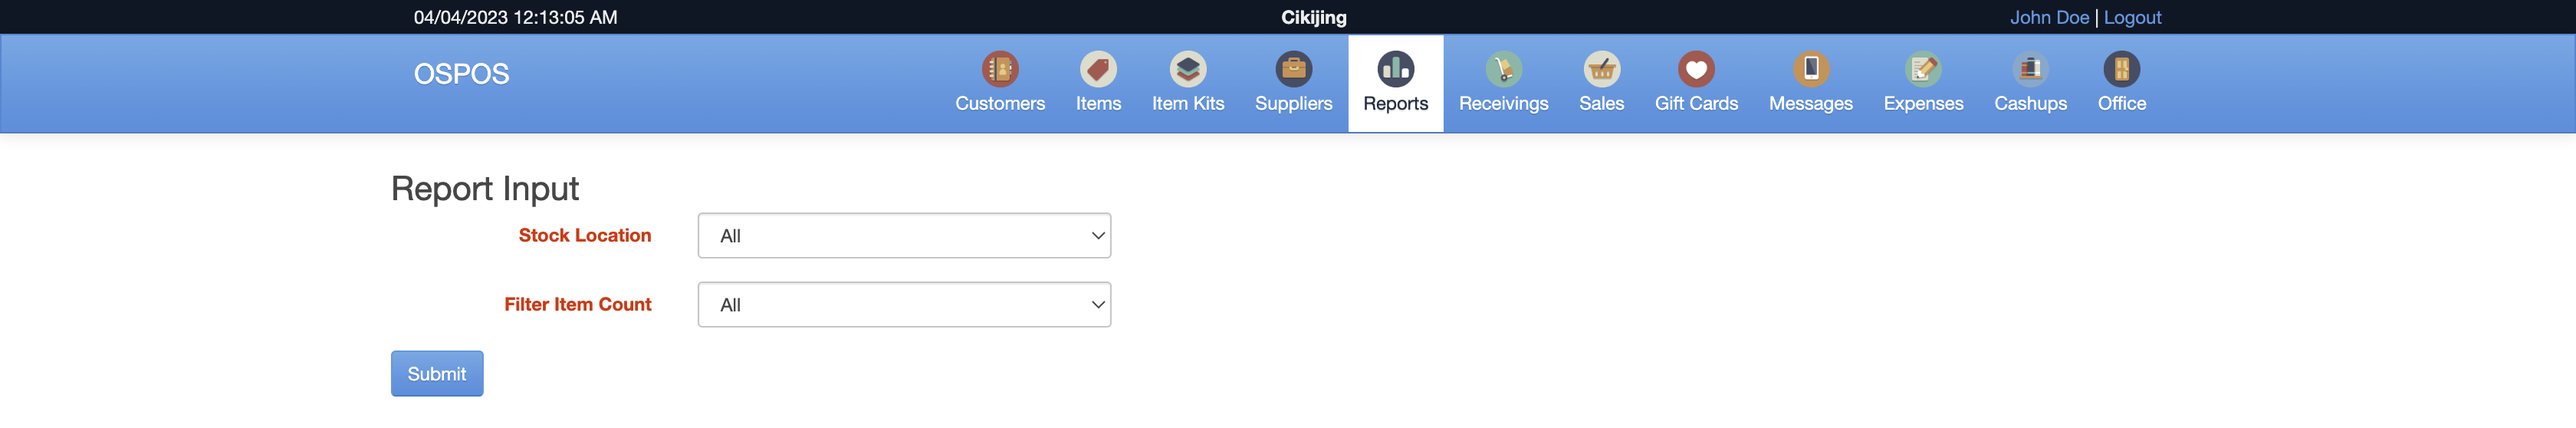 04/04/2023 12:13:05 AM Cikijing John Doe | Logout
OSPOS Customers Items Item Kits Suppliers Reports Receivings Sales Gift Cards Messages Expenses Cashups Office
Report Input
Stock Location All
Filter Item Count All
Submit